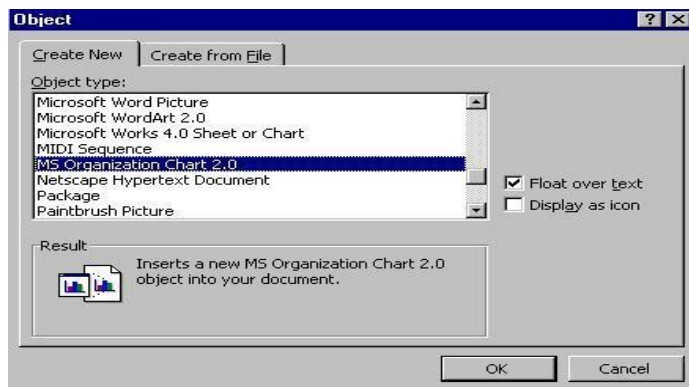 Object
Create New
Create from File
Object type:
Microsoft Word Picture
Microsoft WordArt 2.0
Microsoft Works 4.0 Sheet or Chart
MIDI Sequence
MS Organization Chart 2.0
Netscape Hypertext Document
Package
Paintbrush Picture
Float over text
Display as icon
Result
Inserts a new MS Organization Chart 2.0
object into your document.
OK
Cancel